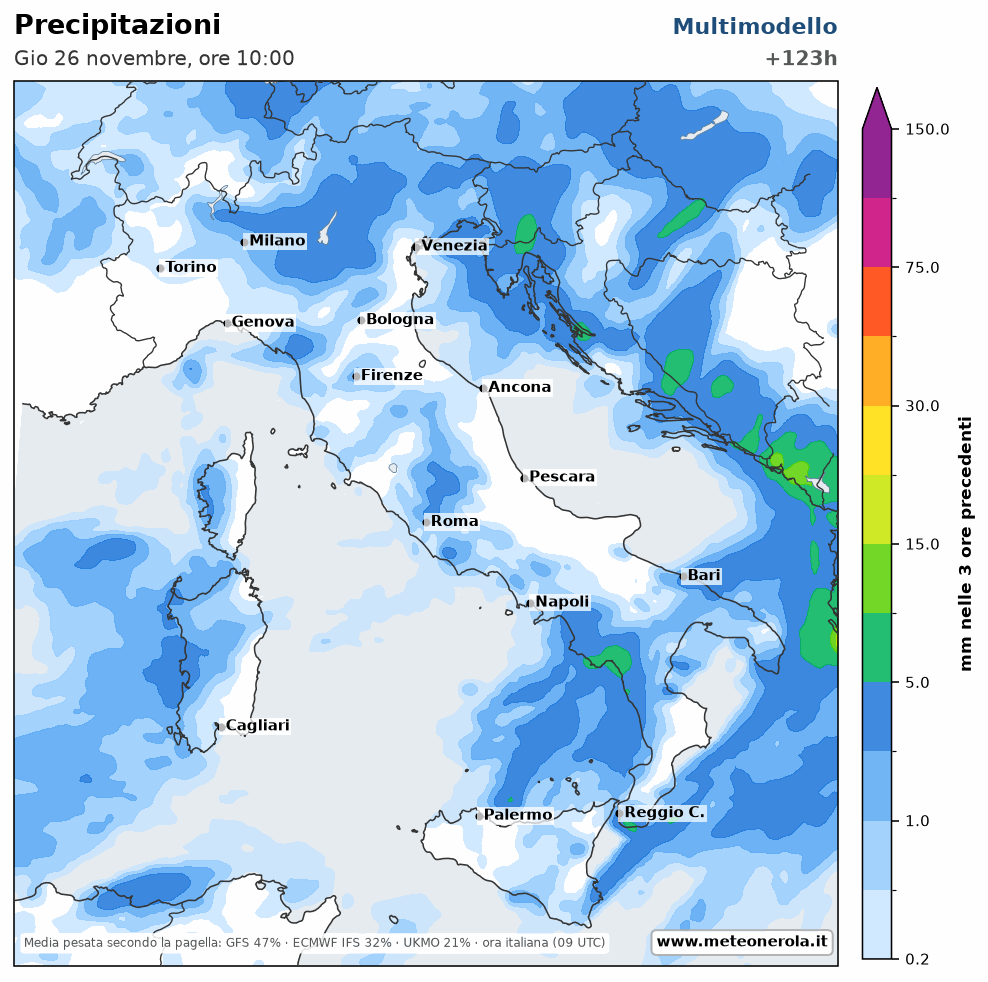 Precipitazioni
Multimodello
Gio 26 novembre, ore 10:00
+123h
150.0
75.0
30.0
15.0
5.0
1.0
0.2
mm nelle 3 ore precedenti
Milano
Venezia
Torino
Genova
Bologna
Firenze
Ancona
Pescara
Roma
Bari
Napoli
Cagliari
Palermo
Reggio C.
Media pesata secondo la pagella: GFS 47% · ECMWF IFS 32% · UKMO 21% · ora italiana (09 UTC)
www.meteonerola.it